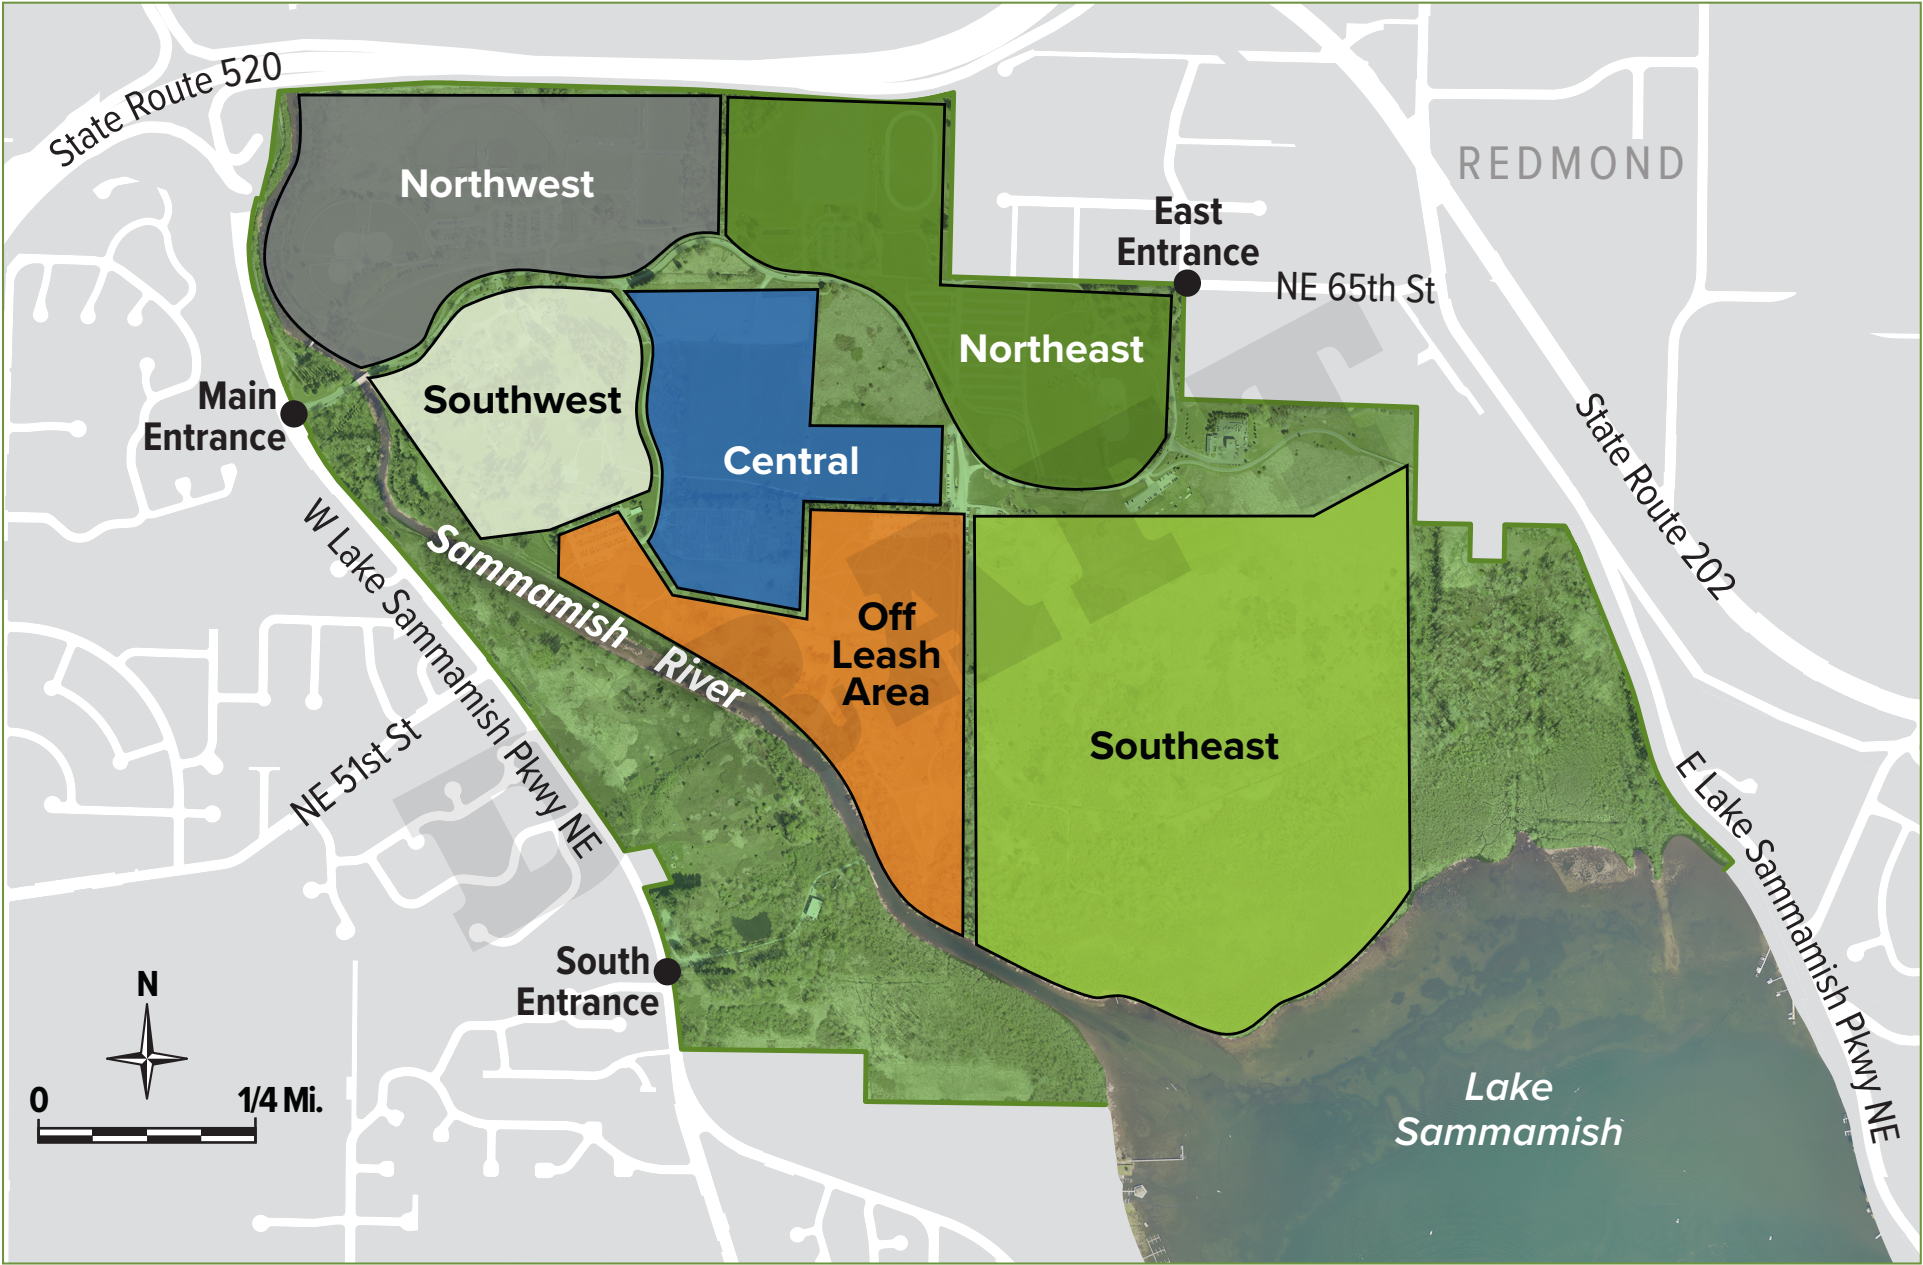 State Route 520
Northwest
REDMOND
East
Entrance
NE 65th St
Northeast
Main
Entrance
Southwest
Central
State Route 202
W Lake Sammamish Pkwy NE
Sammamish River
Off
Leash
Area
NE 51st St
Southeast
E Lake Sammamish Pkwy NE
South
Entrance
N
0
1/4 Mi.
Lake
Sammamish
DRAFT